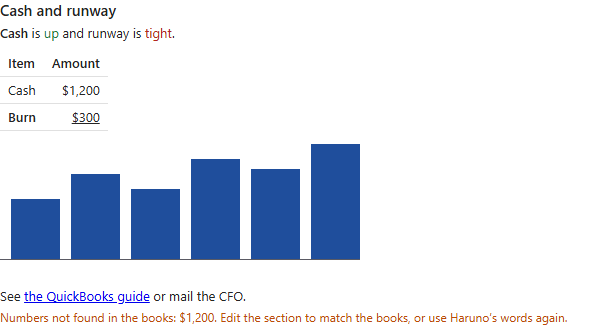 Cash and runway
Cash is up and runway is tight.
Item Amount
Cash $1,200
Burn $300
See the QuickBooks guide or mail the CFO.
Numbers not found in the books: $1,200. Edit the section to match the books, or use Haruno's words again.